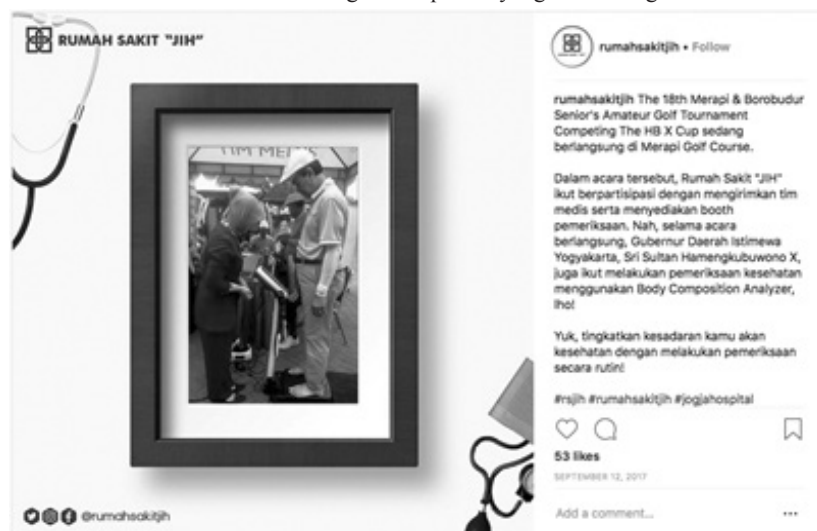 RUMAH SAKIT "JIH"
TIM MEDIS
@rumahsakitjih
rumahsakitjih • Follow
rumahsakitjih The 18th Merapi & Borobudur
Senior's Amateur Golf Tournament
Competing The HB X Cup sedang
berlangsung di Merapi Golf Course.
Dalam acara tersebut, Rumah Sakit "JIH"
ikut berpartisipasi dengan mengirimkan tim
medis serta menyediakan booth
pemeriksaan. Nah, selama acara
berlangsung, Gubernur Daerah Istimewa
Yogyakarta, Sri Sultan Hamengkubuwono X,
juga ikut melakukan pemeriksaan kesehatan
menggunakan Body Composition Analyzer,
lho!
Yuk, tingkatkan kesadaran kamu akan
kesehatan dengan melakukan pemeriksaan
secara rutin!
#rsjih #rumahsakitjih #jogjahospital
53 likes
SEPTEMBER 12, 2017
Add a comment...